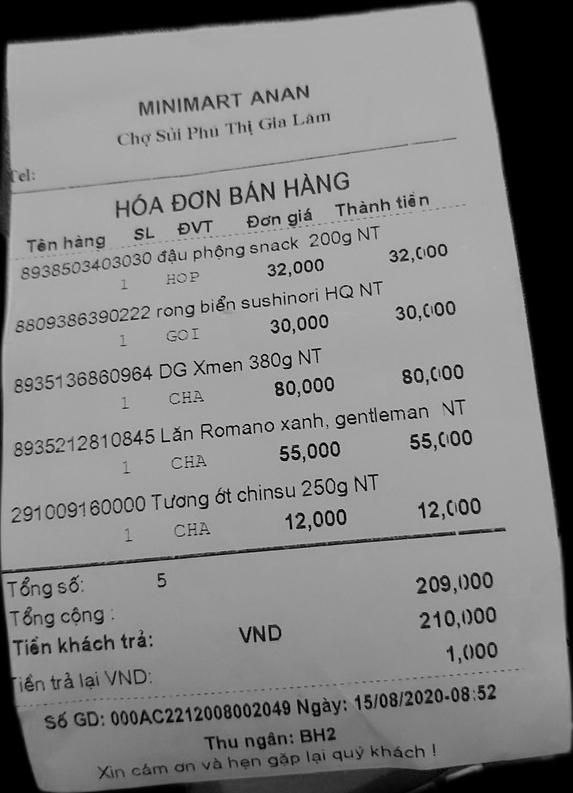 MINIMART ANAN
Chợ Sủi Phú Thị Gia Lâm
Tel:
HÓA ĐƠN BÁN HÀNG
Tên hàng SL ĐVT Đơn giá Thành tiền
8938503403030 đậu phộng snack 200g NT
1 HOP 32,000 32,000
8809386390222 rong biển sushinori HQ NT
1 GOI 30,000 30,000
8935136860964 DG Xmen 380g NT
1 CHA 80,000 80,000
8935212810845 Lăn Romano xanh, gentleman NT
1 CHA 55,000 55,000
291009160000 Tương ớt chinsu 250g NT
1 CHA 12,000 12,000
Tổng số: 5
Tổng cộng : 209,000
Tiền khách trả: VND 210,000
Tiền trả lại VND: 1,000
Số GD: 000AC2212008002049 Ngày: 15/08/2020-08:52
Thu ngân: BH2
Xin cảm ơn và hẹn gặp lại quý khách !